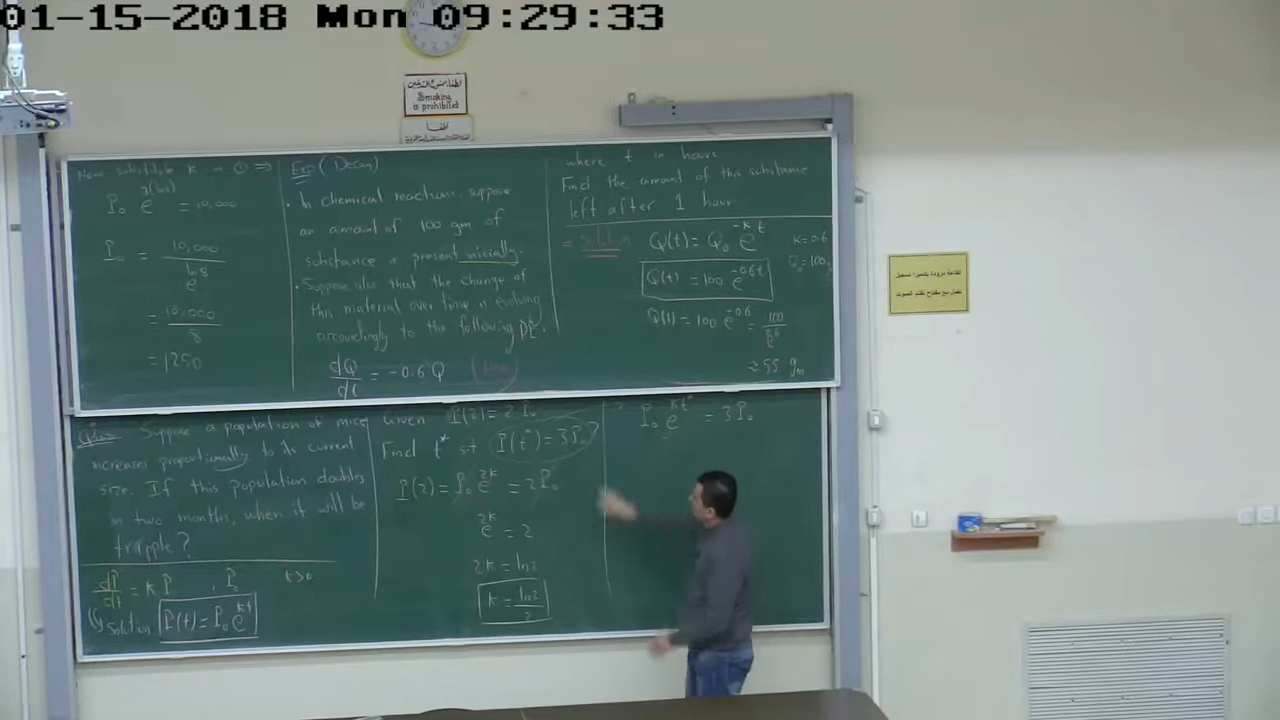 01-15-2018 Mon 09:29:33
Smoking
is prohibited
لطفا
Now substitute k in ① ⇒
P₀ e = 10,000
P₀ = 10,000 / e^ln8
= 10,000 / 8
= 1250
Exp (Decay)
• In chemical reactions, suppose
an amount of 100 gm of
substance is present inicially.
• Suppose also that the change of
this material over time is evolving
accordingly to the following DE:
dQ/dt = -0.6 Q
where t in hours
Find the amount of this substance
left after 1 hour
⇒ solution Q(t) = Q₀ e^-kt
k = 0.6
Q₀ = 100g
Q(t) = 100 e^-0.6t
Q(1) = 100 e^-0.6 = 100 / e^0.6
≈ 55 gm
Suppose a population of mice
increases proportionally to its current
size. If this population doubles
in two months, when it will be
tripple?
dP/dt = k P , P₀ t>0
Solution P(t) = P₀ e^kt
Given P(2) = 2P₀
Find t* s.t P(t*) = 3P₀?
P(2) = P₀ e^2k = 2P₀
e^2k = 2
2k = ln2
k = ln2 / 2
P₀ e^kt* = 3P₀